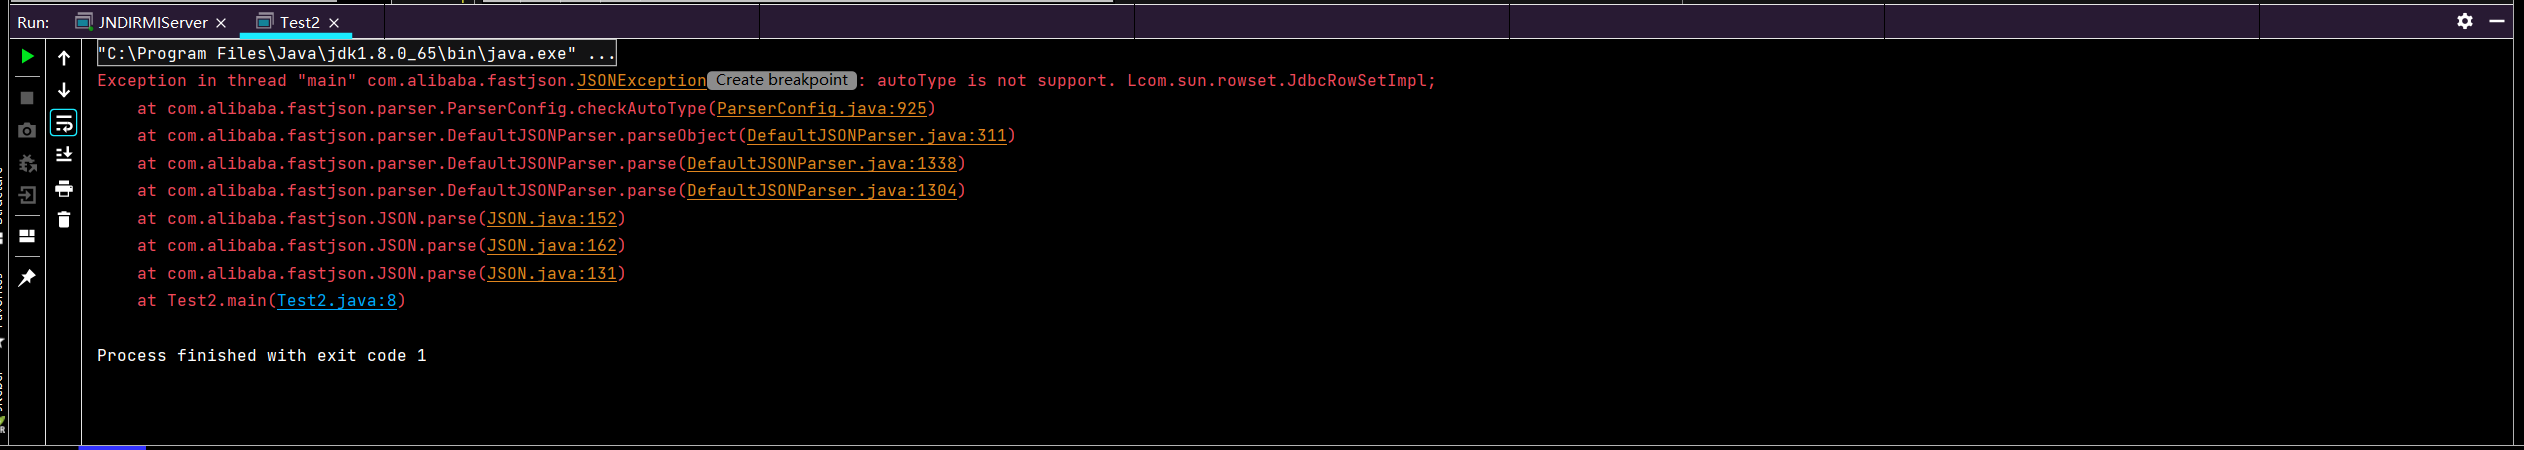 Run: JNDIRMIServer × Test2 ×
"C:\Program Files\Java\jdk1.8.0_65\bin\java.exe" ...
Exception in thread "main" com.alibaba.fastjson.JSONException Create breakpoint : autoType is not support. Lcom.sun.rowset.JdbcRowSetImpl;
at com.alibaba.fastjson.parser.ParserConfig.checkAutoType(ParserConfig.java:925)
at com.alibaba.fastjson.parser.DefaultJSONParser.parseObject(DefaultJSONParser.java:311)
at com.alibaba.fastjson.parser.DefaultJSONParser.parse(DefaultJSONParser.java:1338)
at com.alibaba.fastjson.parser.DefaultJSONParser.parse(DefaultJSONParser.java:1304)
at com.alibaba.fastjson.JSON.parse(JSON.java:152)
at com.alibaba.fastjson.JSON.parse(JSON.java:162)
at com.alibaba.fastjson.JSON.parse(JSON.java:131)
at Test2.main(Test2.java:8)
Process finished with exit code 1